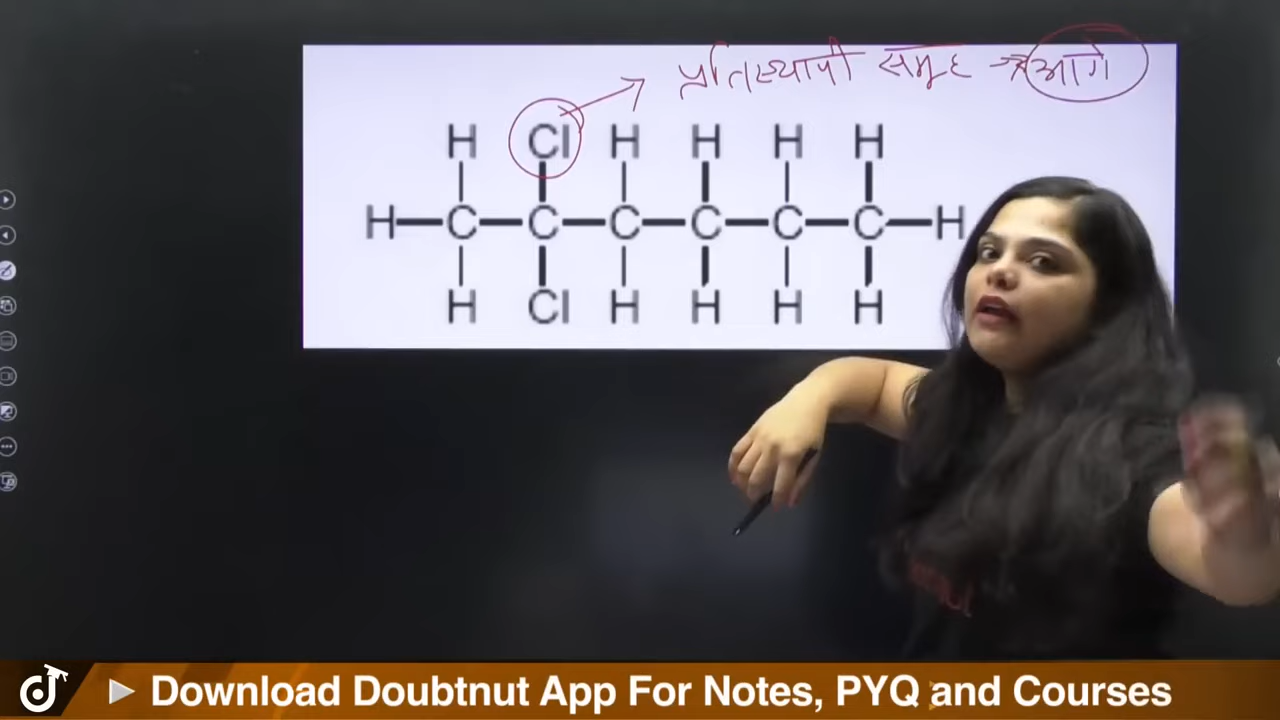 प्रतिस्थापी समूह → आगे
H Cl H H H H
H—C—C—C—C—C—C—H
H Cl H H H H
Download Doubtnut App For Notes, PYQ and Courses